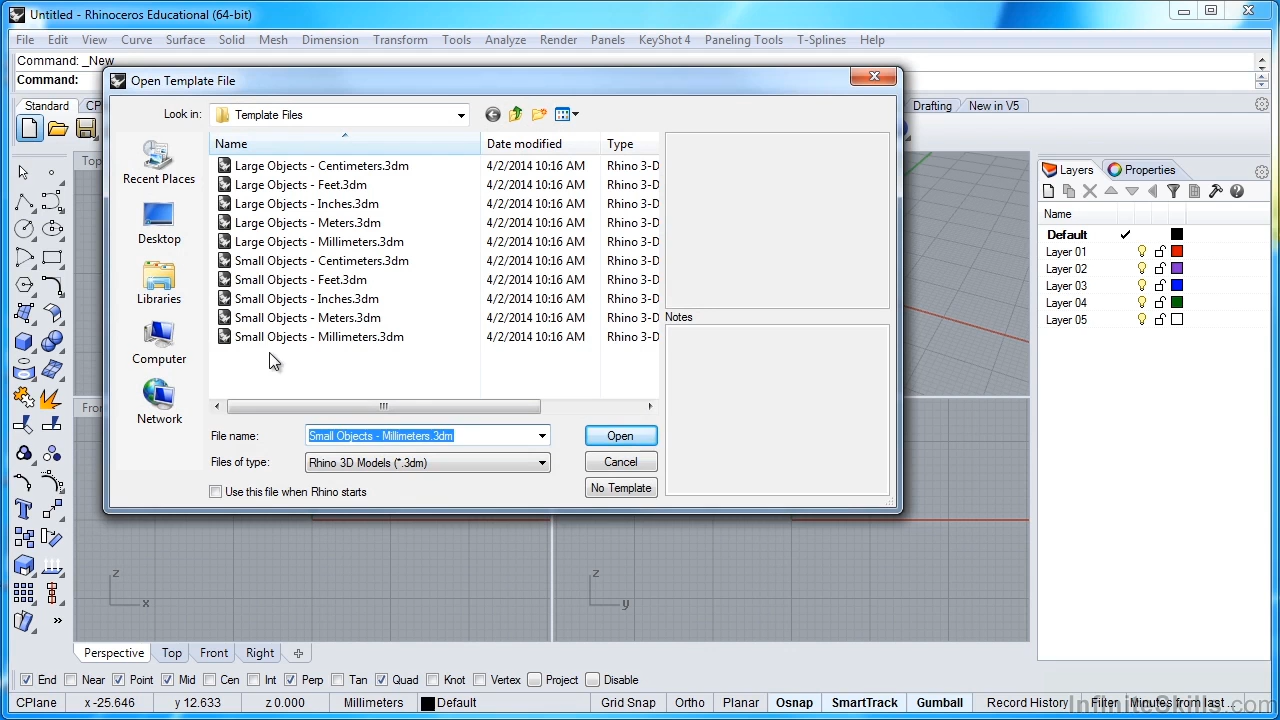 Untitled - Rhinoceros Educational (64-bit)
File Edit View Curve Surface Solid Mesh Dimension Transform Tools Analyze Render Panels KeyShot 4 Paneling Tools T-Splines Help
Command: _New
Command:
Open Template File
Standard CP Drafting New in V5
Look in: Template Files
Name Date modified Type
Large Objects - Centimeters.3dm 4/2/2014 10:16 AM Rhino 3-D
Large Objects - Feet.3dm 4/2/2014 10:16 AM Rhino 3-D
Large Objects - Inches.3dm 4/2/2014 10:16 AM Rhino 3-D
Large Objects - Meters.3dm 4/2/2014 10:16 AM Rhino 3-D
Large Objects - Millimeters.3dm 4/2/2014 10:16 AM Rhino 3-D
Small Objects - Centimeters.3dm 4/2/2014 10:16 AM Rhino 3-D
Small Objects - Feet.3dm 4/2/2014 10:16 AM Rhino 3-D
Small Objects - Inches.3dm 4/2/2014 10:16 AM Rhino 3-D
Small Objects - Meters.3dm 4/2/2014 10:16 AM Rhino 3-D
Small Objects - Millimeters.3dm 4/2/2014 10:16 AM Rhino 3-D
Recent Places
Desktop
Libraries
Computer
Network
Notes
File name: Small Objects - Millimeters.3dm Open
Files of type: Rhino 3D Models (*.3dm) Cancel
Use this file when Rhino starts No Template
Top
Fron
Layers Properties
Name
Default
Layer 01
Layer 02
Layer 03
Layer 04
Layer 05
z
x
z
y
Perspective Top Front Right
End Near Point Mid Cen Int Perp Tan Quad Knot Vertex Project Disable
CPlane x -25.646 y 12.633 z 0.000 Millimeters Default Grid Snap Ortho Planar Osnap SmartTrack Gumball Record History Filter Minutes from last...
InfiniteSkills.com